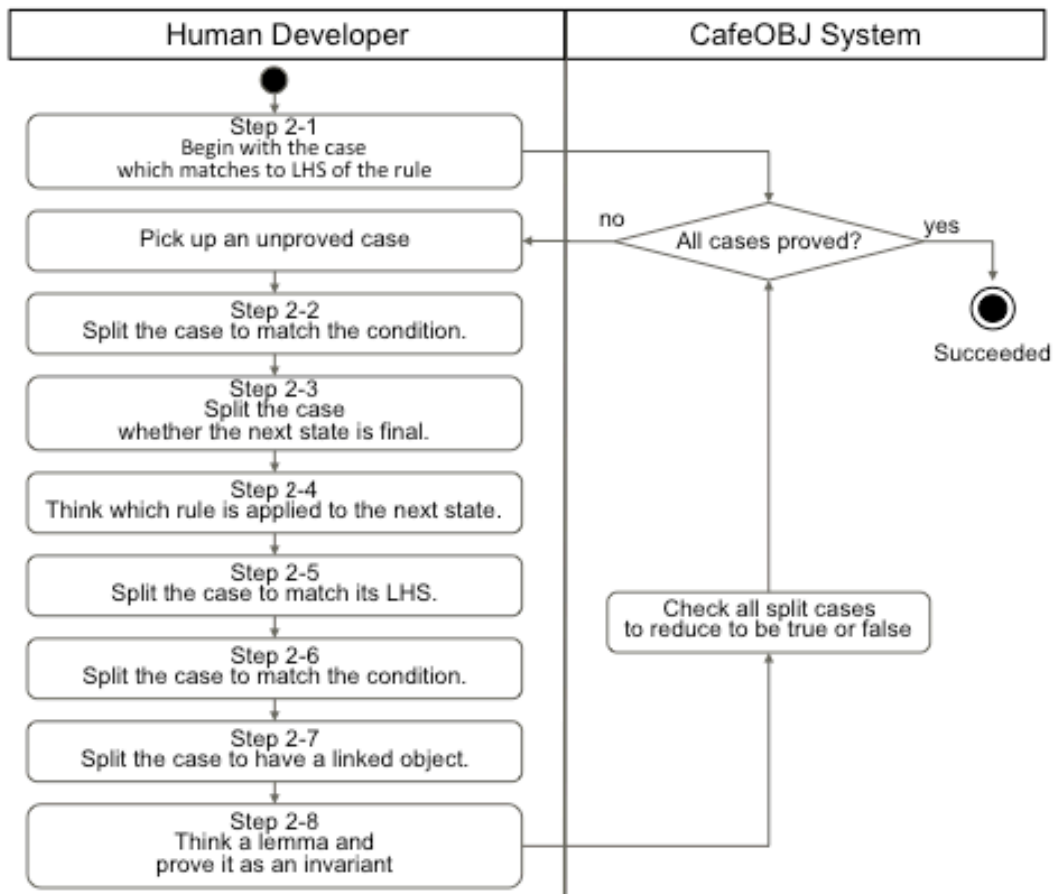 Human Developer
CafeOBJ System
Step 2-1
Begin with the case
which matches to LHS of the rule
no
yes
Pick up an unproved case
All cases proved?
Step 2-2
Split the case to match the condition.
Succeeded
Step 2-3
Split the case
whether the next state is final.
Step 2-4
Think which rule is applied to the next state.
Step 2-5
Split the case to match its LHS.
Check all split cases
to reduce to be true or false
Step 2-6
Split the case to match the condition.
Step 2-7
Split the case to have a linked object.
Step 2-8
Think a lemma and
prove it as an invariant